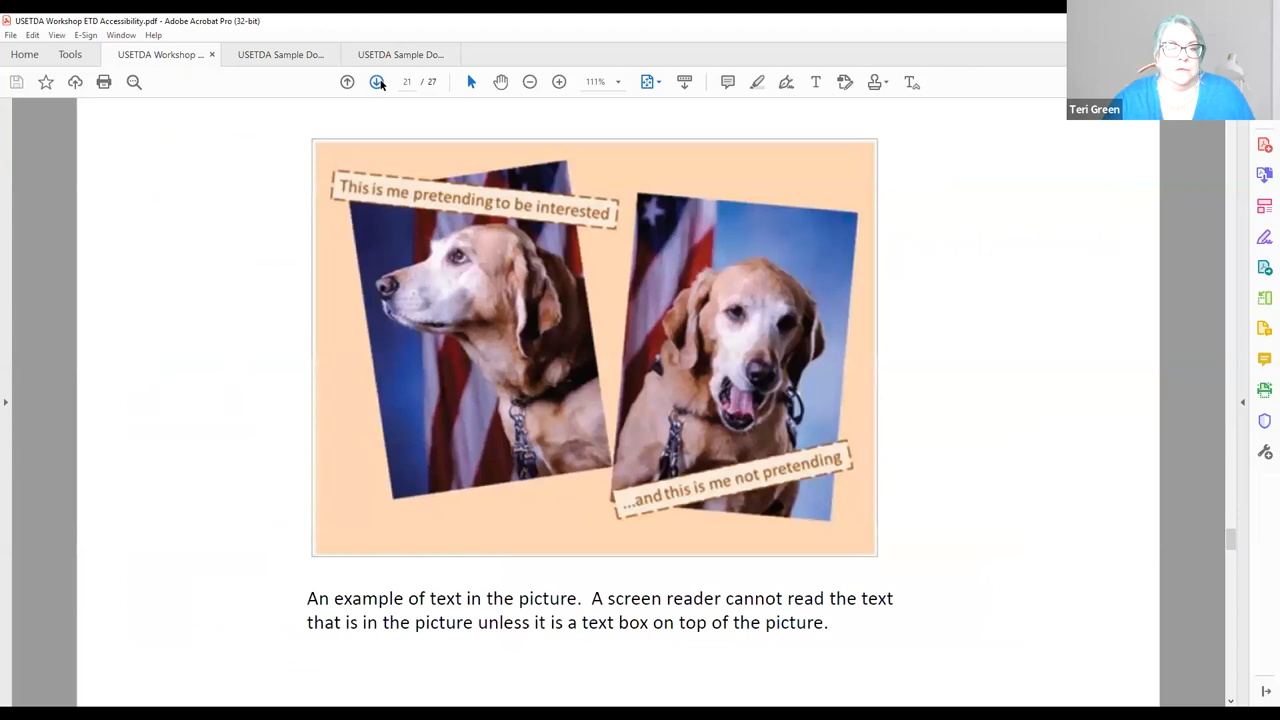 USETDA Workshop ETD Accessibility.pdf - Adobe Acrobat Pro (32-bit)
File Edit View E-Sign Window Help
Home Tools USETDA Workshop ... × USETDA Sample Do... USETDA Sample Do...
21 / 27 111%
Teri Green
This is me pretending to be interested
...and this is me not pretending
An example of text in the picture. A screen reader cannot read the text
that is in the picture unless it is a text box on top of the picture.